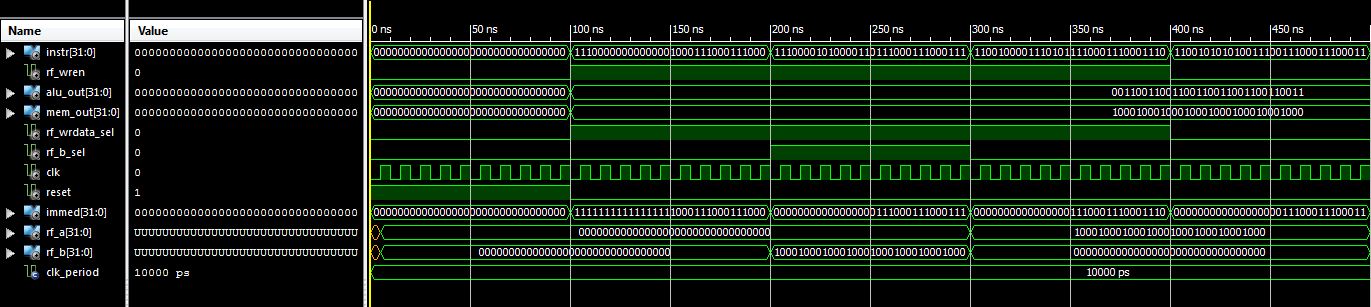 Name Value
0 ns 50 ns 100 ns 150 ns 200 ns 250 ns 300 ns 350 ns 400 ns 450 ns
instr[31:0] 00000000000000000000000000000000 00000000000000000000000000000000 11100000000000001000111000111000 11100001010000110111000111000111 11001000011101011110001110001110 11001010101001110011100011100011
rf_wren 0
alu_out[31:0] 00000000000000000000000000000000 00000000000000000000000000000000 00110011001100110011001100110011
mem_out[31:0] 00000000000000000000000000000000 00000000000000000000000000000000 10001000100010001000100010001000
rf_wrdata_sel 0
rf_b_sel 0
clk 0
reset 1
immed[31:0] 00000000000000000000000000000000 00000000000000000000000000000000 11111111111111111000111000111000 00000000000000000111000111000111 00000000000000001110001110001110 00000000000000000011100011100011
rf_a[31:0] UUUUUUUUUUUUUUUUUUUUUUUUUUUUUUUU 00000000000000000000000000000000 10001000100010001000100010001000
rf_b[31:0] UUUUUUUUUUUUUUUUUUUUUUUUUUUUUUUU 00000000000000000000000000000000 10001000100010001000100010001000 00000000000000000000000000000000
clk_period 10000 ps 10000 ps